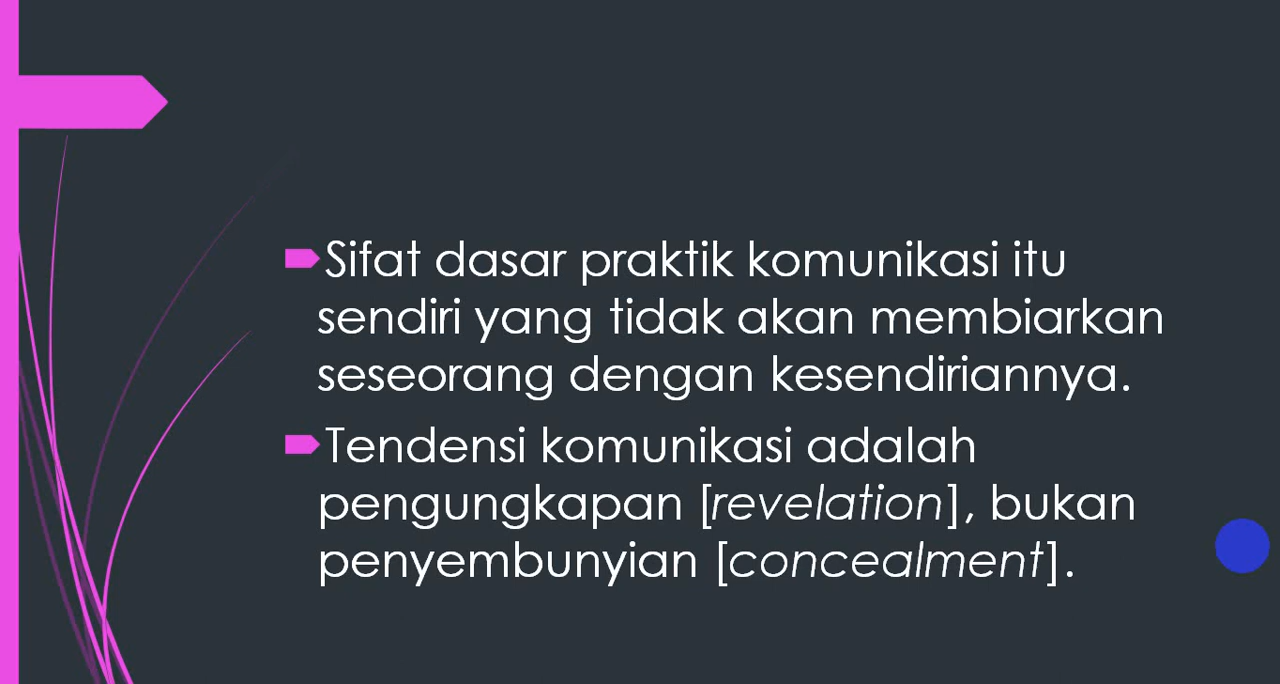 Sifat dasar praktik komunikasi itu
sendiri yang tidak akan membiarkan
seseorang dengan kesendiriannya.
Tendensi komunikasi adalah
pengungkapan [revelation], bukan
penyembunyian [concealment].